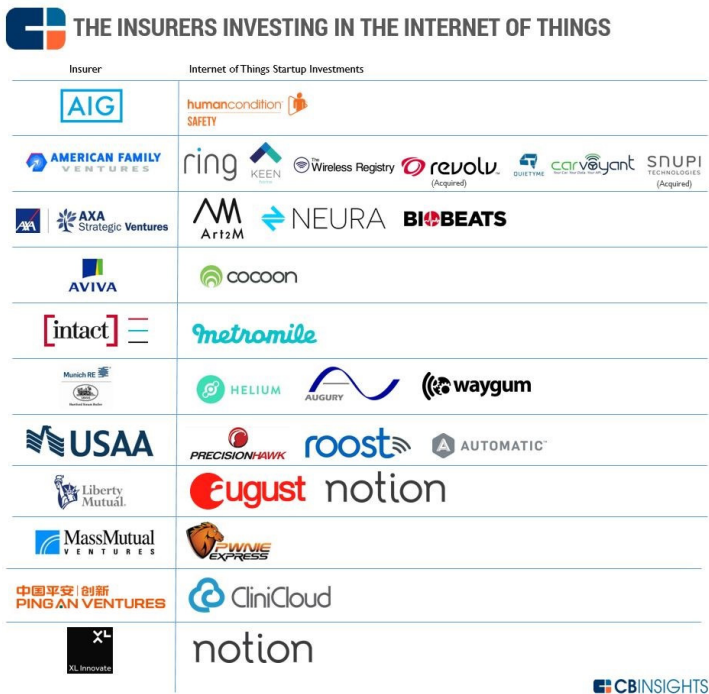 THE INSURERS INVESTING IN THE INTERNET OF THINGS
Insurer Internet of Things Startup Investments
AIG humancondition
SAFETY
AMERICAN FAMILY
VENTURES
ring KEEN The Wireless Registry revolv QUIETYME carvoyant SNUPI
TECHNOLOGIES
(Acquired) (Acquired)
AXA AXA
Strategic Ventures
Art2M NEURA BIOBEATS
AVIVA cocoon
[intact] metromile
Munich RE
HELIUM AUGURY waygum
USAA PRECISIONHAWK roost AUTOMATIC
Liberty
Mutual.
august notion
MassMutual
VENTURES
PWNIE
EXPRESS
中国平安|创新
PING AN VENTURES
CliniCloud
XL
XL Innovate
notion
CBINSIGHTS